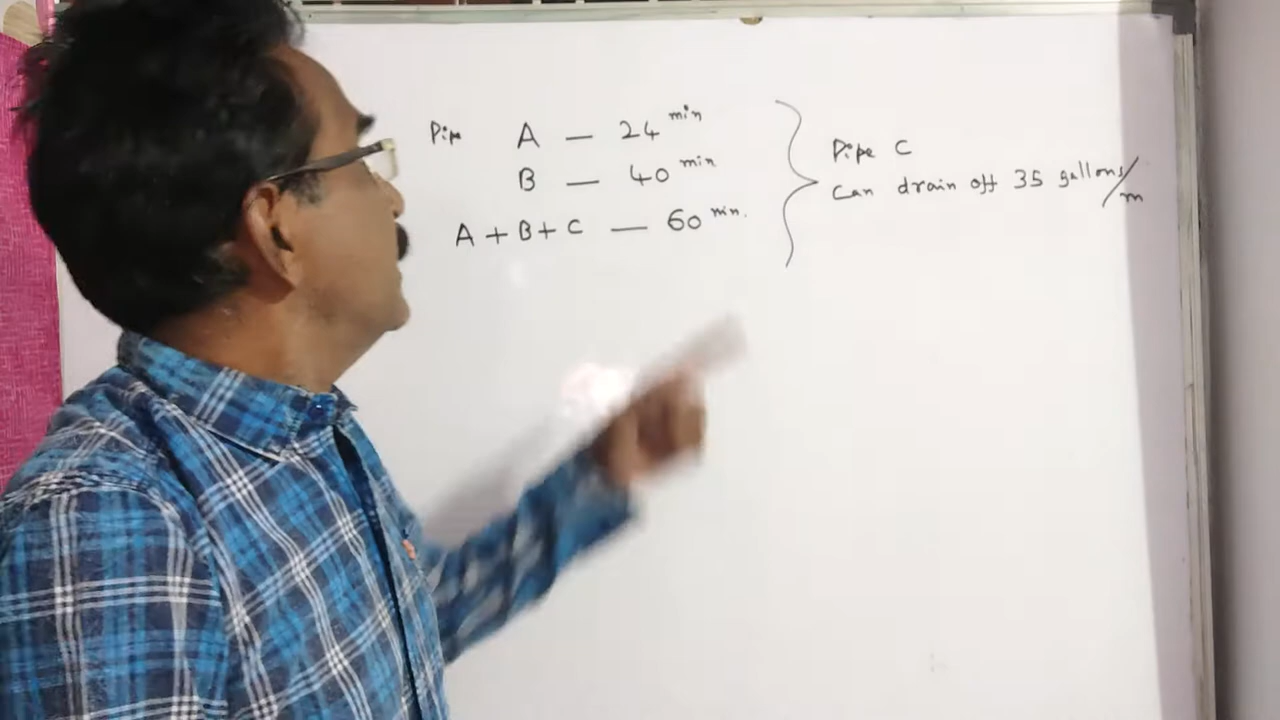 Pipe A — 24 min
B — 40 min
A + B + C — 60 min.
Pipe C
Can drain off 35 gallons/m